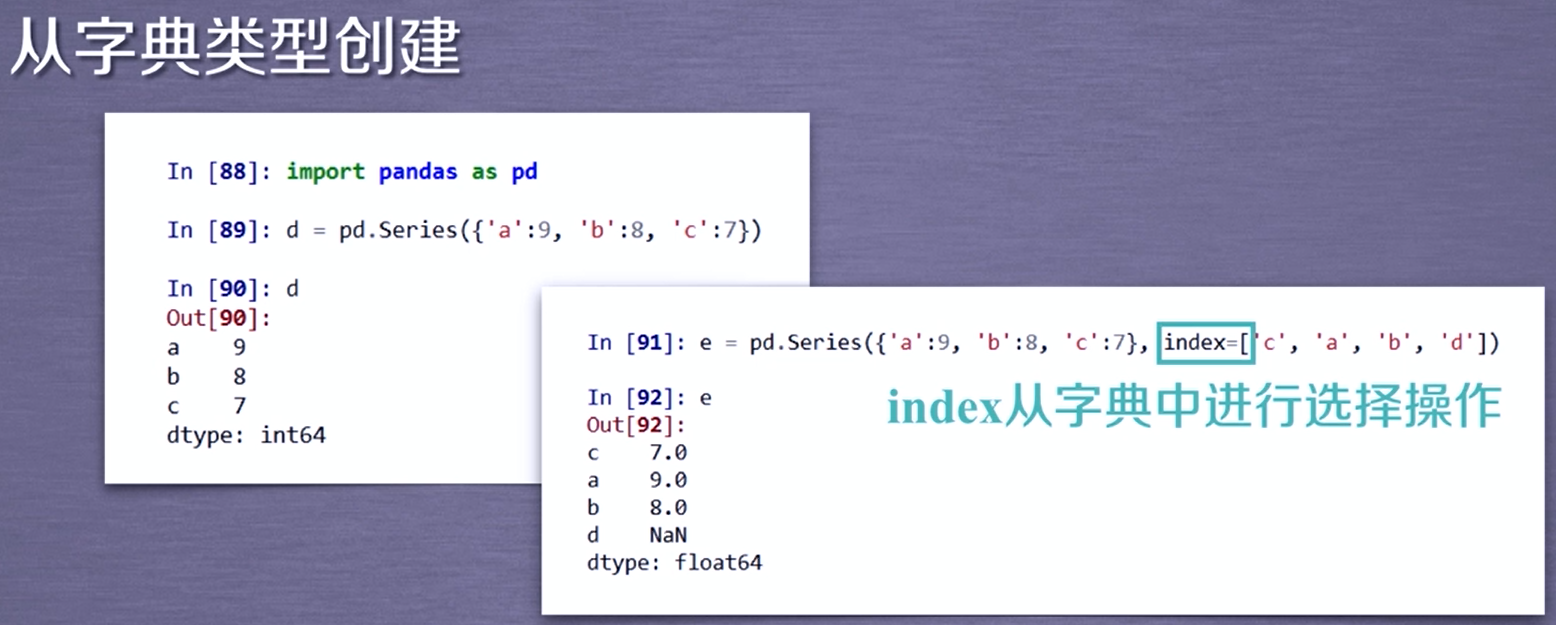 从字典类型创建
In [88]: import pandas as pd
In [89]: d = pd.Series({'a':9, 'b':8, 'c':7})
In [90]: d
Out[90]:
a    9
b    8
c    7
dtype: int64
In [91]: e = pd.Series({'a':9, 'b':8, 'c':7}, index=['c', 'a', 'b', 'd'])
In [92]: e
index从字典中进行选择操作
Out[92]:
c    7.0
a    9.0
b    8.0
d    NaN
dtype: float64